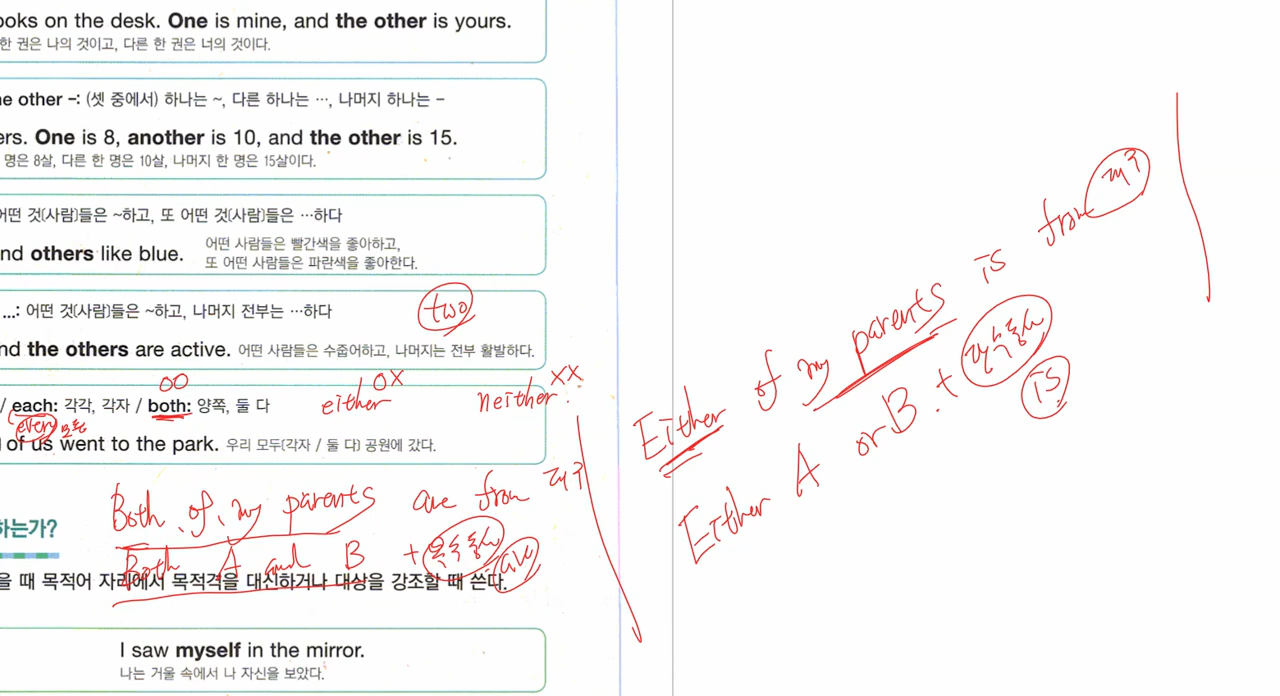 ooks on the desk. One is mine, and the other is yours.
한 권은 나의 것이고, 다른 한 권은 너의 것이다.
ne other –: (셋 중에서) 하나는 ~, 다른 하나는 …, 나머지 하나는 –
ers. One is 8, another is 10, and the other is 15.
명은 8살, 다른 한 명은 10살, 나머지 한 명은 15살이다.
어떤 것(사람)들은 ~하고, 또 어떤 것(사람)들은 …하다
nd others like blue.
어떤 사람들은 빨간색을 좋아하고,
또 어떤 사람들은 파란색을 좋아한다.
...: 어떤 것(사람)들은 ~하고, 나머지 전부는 …하다
two
nd the others are active. 어떤 사람들은 수줍어하고, 나머지는 전부 활발하다.
OO
OX
XX
/ each: 각각, 각자 / both: 양쪽, 둘 다
either
neither
every 모든
of us went to the park. 우리 모두(각자 / 둘 다) 공원에 갔다.
Both of my parents are from
하는가?
Both A and B + 복수동사 are
을 때 목적어 자리에서 목적격을 대신하거나 대상을 강조할 때 쓴다.
I saw myself in the mirror.
나는 거울 속에서 나 자신을 보았다.
Either of my parents is from
Either A or B + 단수동사
is